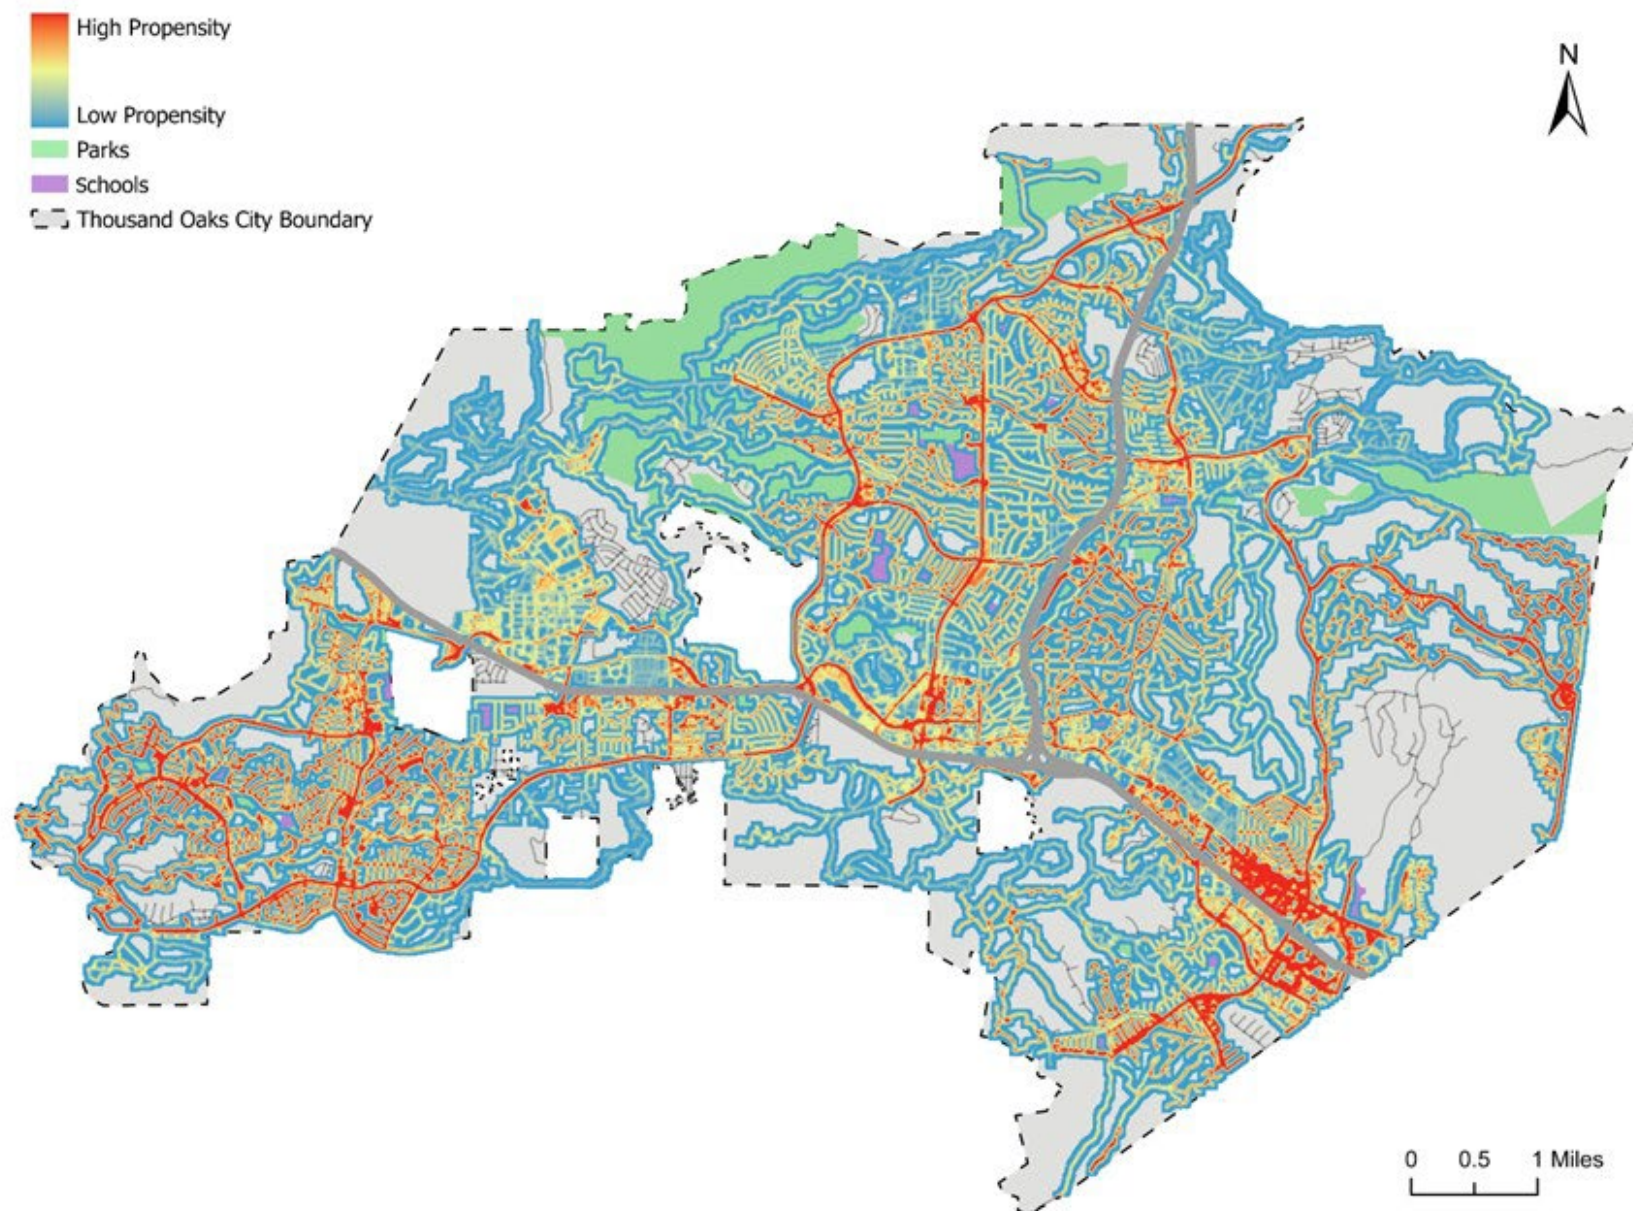 High Propensity
Low Propensity
Parks
Schools
Thousand Oaks City Boundary
N
0 0.5 1 Miles